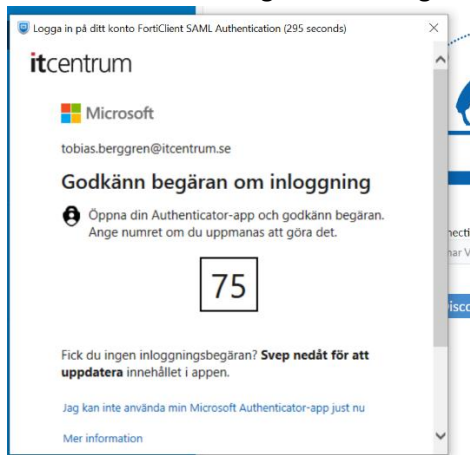 Logga in på ditt konto FortiClient SAML Authentication (295 seconds)
itcentrum
Microsoft
tobias.berggren@itcentrum.se
Godkänn begäran om inloggning
Öppna din Authenticator-app och godkänn begäran.
Ange numret om du uppmanas att göra det.
75
Fick du ingen inloggningsbegäran? Svep nedåt för att
uppdatera innehållet i appen.
Jag kan inte använda min Microsoft Authenticator-app just nu
Mer information